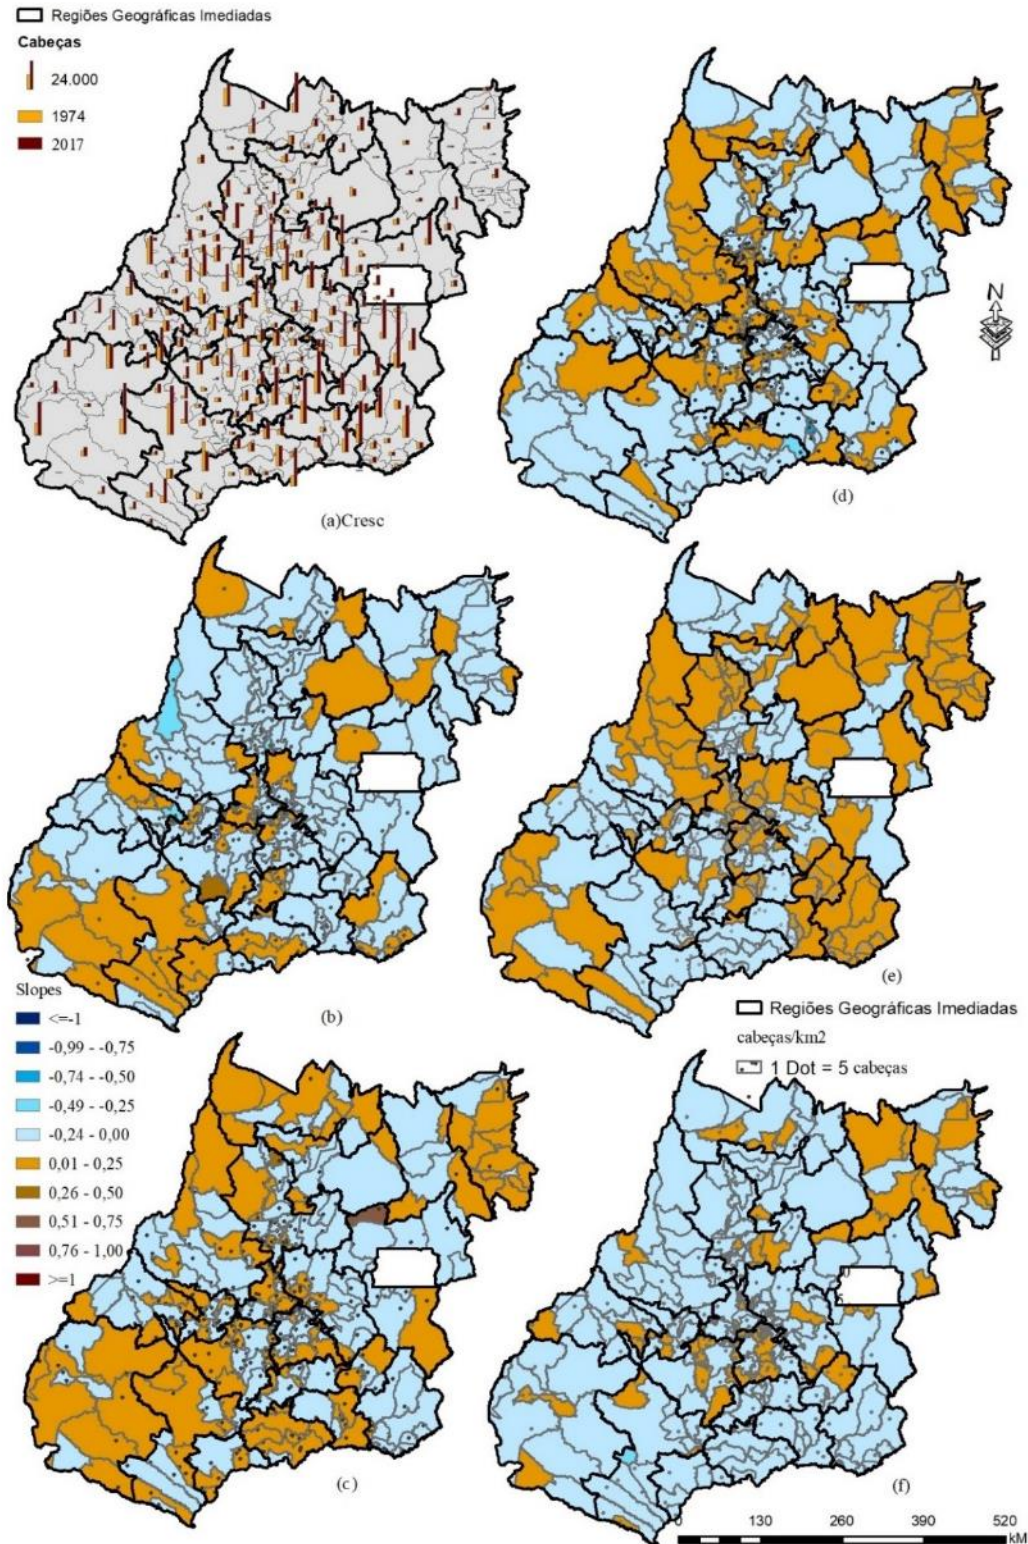 Regiões Geográficas Imediadas
Cabeças
24.000
1974
2017
(a)Cresc
N
(d)
(b)
(e)
Slopes
<=-1
-0,99 - -0,75
-0,74 - -0,50
-0,49 - -0,25
-0,24 - 0,00
0,01 - 0,25
0,26 - 0,50
0,51 - 0,75
0,76 - 1,00
>=1
(c)
Regiões Geográficas Imediadas
cabeças/km2
1 Dot = 5 cabeças
(f)
0 130 260 390 520
kM